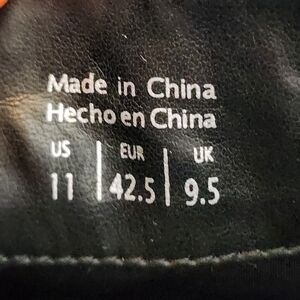 Made in China
Hecho en China
US EUR UK
11 | 42.5 | 9.5